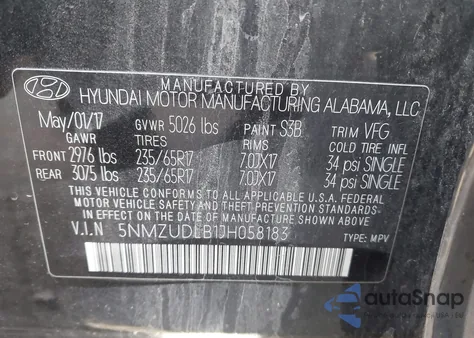 MANUFACTURED BY
HYUNDAI MOTOR MANUFACTURING ALABAMA, LLC
May/01/17 GVWR 5026 lbs PAINT S3B TRIM VFG
GAWR TIRES RIMS COLD TIRE INFL
FRONT 2976 lbs 235/65R17 7.0JX17 34 psi SINGLE
REAR 3075 lbs 235/65R17 7.0JX17 34 psi SINGLE
THIS VEHICLE CONFORMS TO ALL APPLICABLE U.S.A. FEDERAL
MOTOR VEHICLE SAFETY AND THEFT PREVENTION STANDARDS IN
EFFECT ON THE DATE OF MANUFACTURE SHOWN ABOVE.
V.I.N TYPE: MPV
autoSnap